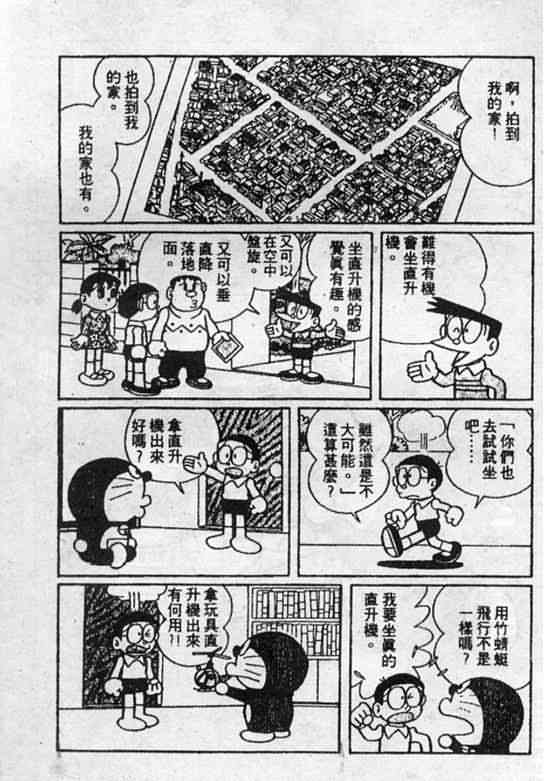 啊，拍到
我的家！
也拍到我
的家。
我的家也有。
難得有機
會坐直升
機。
坐直升機的感
覺真有趣。
又可以
在空中
盤旋。
又可以垂
直降
落地
面。
「你們也
去試試坐
吧……
雖然這是不
大可能。」
這算甚麼？
拿直升
機出來
好嗎？
用竹蜻蜓
飛行不是
一樣嗎？
我要坐真的
直升機。
拿玩具直
升機出來
有何用?!